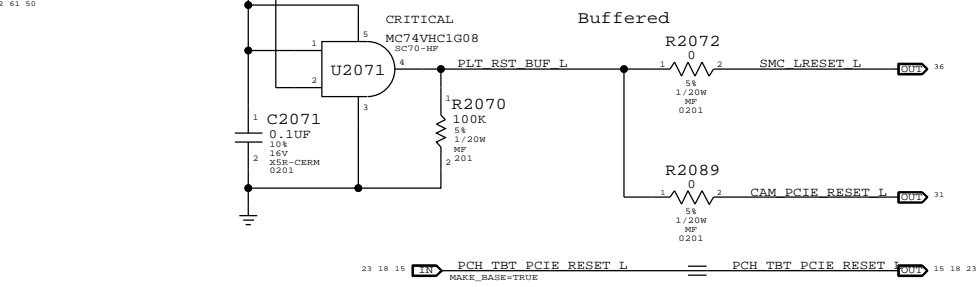 2 61 50
CRITICAL
Buffered
5
MC74VHC1G08
SC70-HF
R2072
1
U2071
4
PLT_RST_BUF_L
1
0
2
SMC_LRESET_L
OUT
36
2
5%
1/20W
MF
0201
3
1
R2070
100K
5%
1/20W
MF
201
2
1
C2071
0.1UF
10%
16V
X5R-CERM
0201
2
R2089
0
1
2
CAM_PCIE_RESET_L
OUT
31
5%
1/20W
MF
0201
23 18 15
IN
PCH_TBT_PCIE_RESET_L
MAKE_BASE=TRUE
PCH_TBT_PCIE_RESET_L
OUT
15 18 23